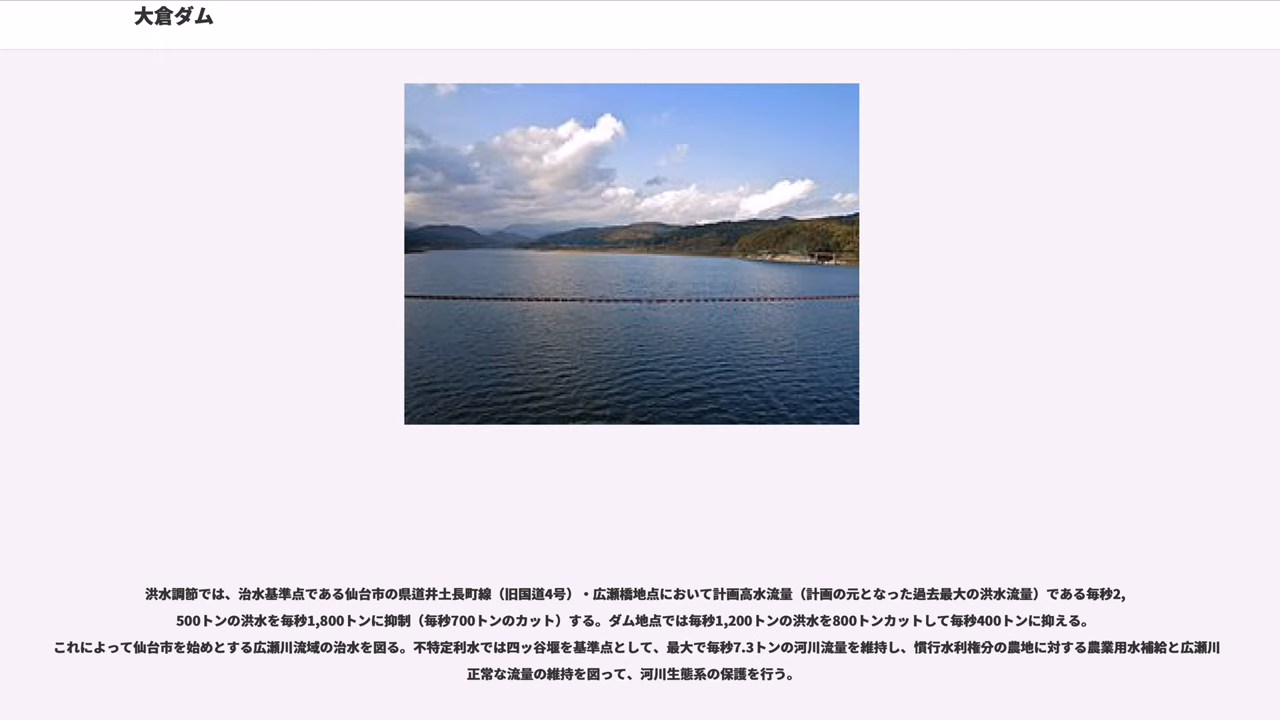 大倉ダム
洪水調節では、治水基準点である仙台市の県道井土長町線（旧国道4号）・広瀬橋地点において計画高水流量（計画の元となった過去最大の洪水流量）である毎秒2,
500トンの洪水を毎秒1,800トンに抑制（毎秒700トンのカット）する。ダム地点では毎秒1,200トンの洪水を800トンカットして毎秒400トンに抑える。
これによって仙台市を始めとする広瀬川流域の治水を図る。不特定利水では四ッ谷堰を基準点として、最大で毎秒7.3トンの河川流量を維持し、慣行水利権分の農地に対する農業用水補給と広瀬川
正常な流量の維持を図って、河川生態系の保護を行う。